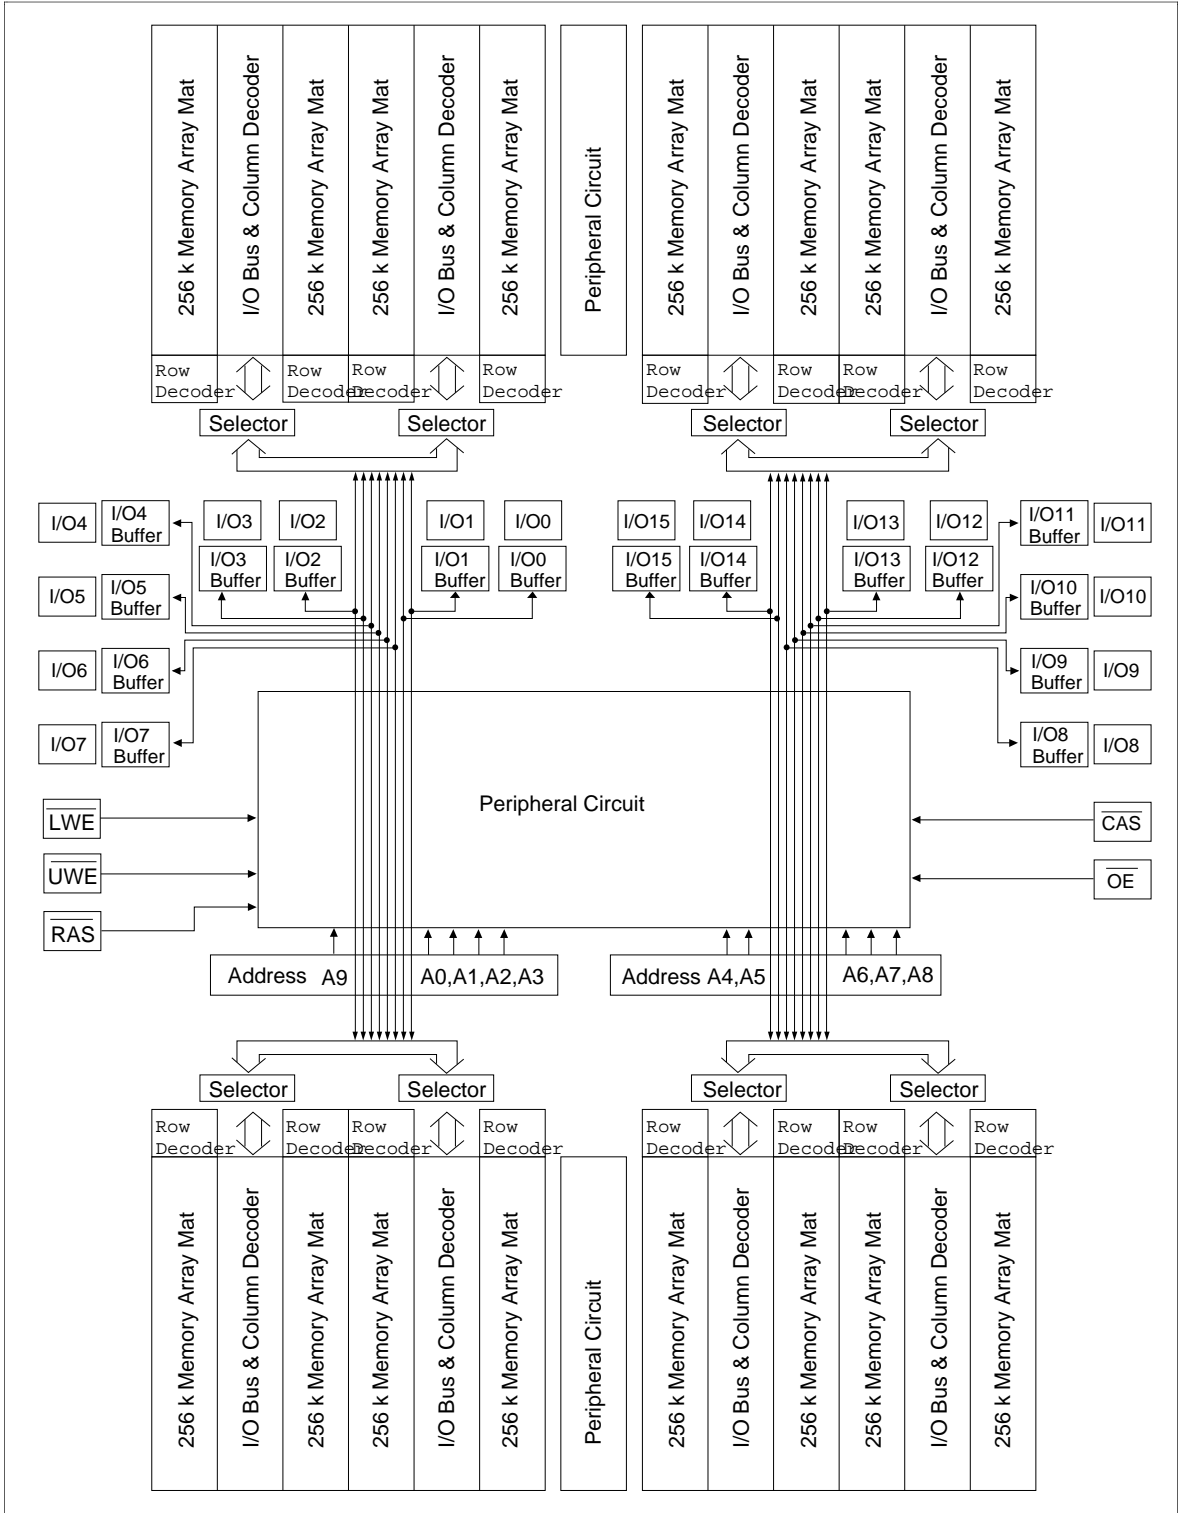 256 k Memory Array Mat
I/O Bus & Column Decoder
256 k Memory Array Mat
256 k Memory Array Mat
I/O Bus & Column Decoder
256 k Memory Array Mat
Peripheral Circuit
256 k Memory Array Mat
I/O Bus & Column Decoder
256 k Memory Array Mat
256 k Memory Array Mat
I/O Bus & Column Decoder
256 k Memory Array Mat
Row
Decoder
Row
Decoder
Row
Decoder
Row
Decoder
Row
Decoder
Row
Decoder
Row
Decoder
Row
Decoder
Selector
Selector
Selector
Selector
I/O4
I/O4
Buffer
I/O3
I/O2
I/O1
I/O0
I/O15
I/O14
I/O13
I/O12
I/O11
Buffer
I/O11
I/O3
Buffer
I/O2
Buffer
I/O1
Buffer
I/O0
Buffer
I/O15
Buffer
I/O14
Buffer
I/O13
Buffer
I/O12
Buffer
I/O5
I/O5
Buffer
I/O10
Buffer
I/O10
I/O6
I/O6
Buffer
I/O9
Buffer
I/O9
I/O7
I/O7
Buffer
I/O8
Buffer
I/O8
Peripheral Circuit
LWE
CAS
UWE
OE
RAS
Address A9 A0,A1,A2,A3
Address A4,A5 A6,A7,A8
Selector
Selector
Selector
Selector
Row
Decoder
Row
Decoder
Row
Decoder
Row
Decoder
Row
Decoder
Row
Decoder
Row
Decoder
Row
Decoder
256 k Memory Array Mat
I/O Bus & Column Decoder
256 k Memory Array Mat
256 k Memory Array Mat
I/O Bus & Column Decoder
256 k Memory Array Mat
Peripheral Circuit
256 k Memory Array Mat
I/O Bus & Column Decoder
256 k Memory Array Mat
256 k Memory Array Mat
I/O Bus & Column Decoder
256 k Memory Array Mat